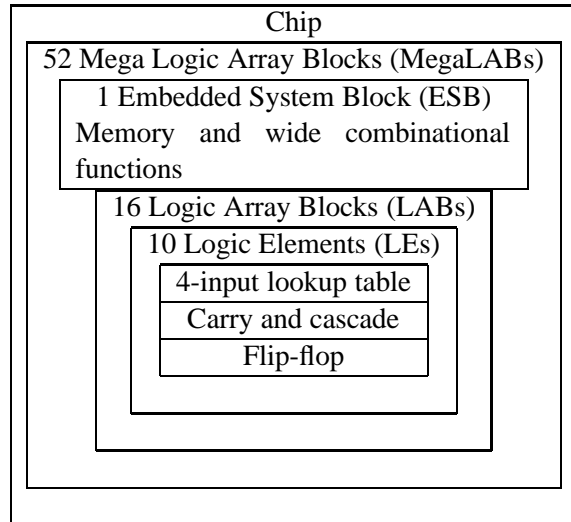 Chip
52 Mega Logic Array Blocks (MegaLABs)
1 Embedded System Block (ESB)
Memory and wide combinational
functions
16 Logic Array Blocks (LABs)
10 Logic Elements (LEs)
4-input lookup table
Carry and cascade
Flip-flop